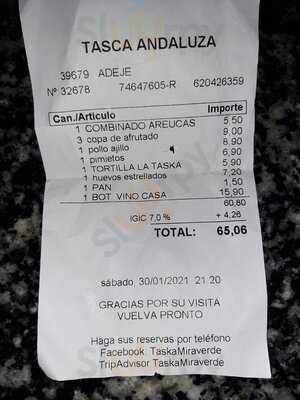 TASCA ANDALUZA
39679 ADEJE
Nº 32678 74647605-R 620426359
Can./Articulo Importe
1 COMBINADO AREUCAS 5,50
3 copa de afrutado 9,00
1 pollo ajillo 8,90
1 pimietos 6,90
1 TORTILLA LA TASKA 5,90
1 huevos estrellados 7,20
1 PAN 1,50
1 BOT. VINO CASA 15,90
60,80
IGIC 7,0 % + 4,26
TOTAL: 65,06
sábado, 30/01/2021 21:20
GRACIAS POR SU VISITA
VUELVA PRONTO
Haga sus reservas por teléfono
Facebook: TaskaMiraverde
TripAdvisor TaskaMiraverde